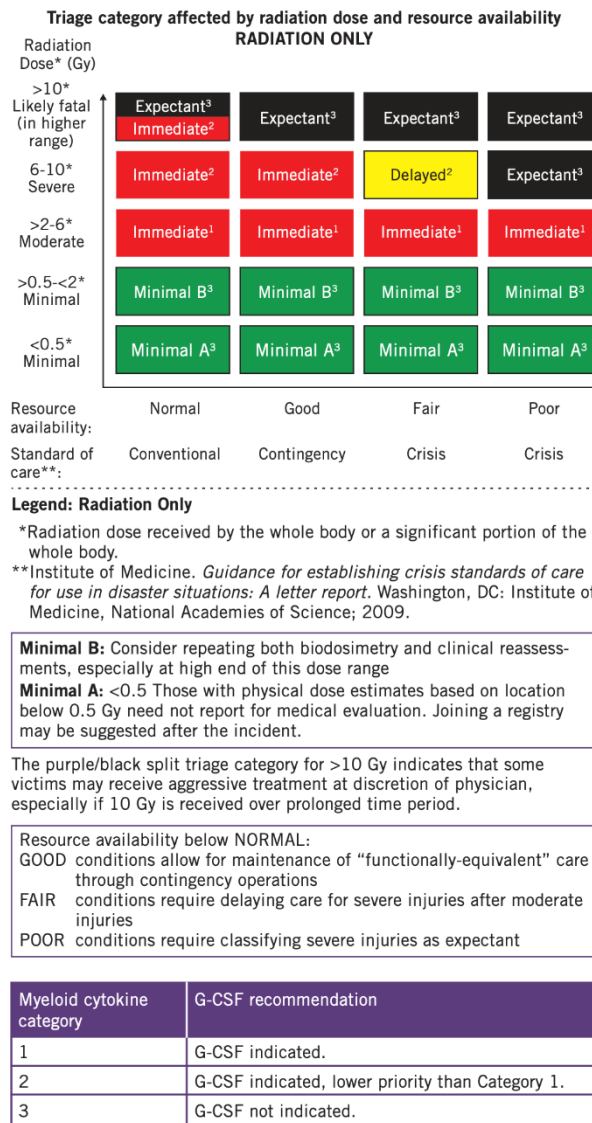 Triage category affected by radiation dose and resource availability
RADIATION ONLY
Radiation
Dose* (Gy)
>10*
Likely fatal
(in higher
range)
Expectant³
Immediate²
Expectant³
Expectant³
Expectant³
6-10*
Severe
Immediate²
Immediate²
Delayed²
Expectant³
>2-6*
Moderate
Immediate¹
Immediate¹
Immediate¹
Immediate¹
>0.5-<2*
Minimal
Minimal B³
Minimal B³
Minimal B³
Minimal B³
<0.5*
Minimal
Minimal A³
Minimal A³
Minimal A³
Minimal A³
Resource
availability:
Normal
Good
Fair
Poor
Standard of
care**:
Conventional
Contingency
Crisis
Crisis
Legend: Radiation Only
*Radiation dose received by the whole body or a significant portion of the
whole body.
**Institute of Medicine. Guidance for establishing crisis standards of care
for use in disaster situations: A letter report. Washington, DC: Institute of
Medicine, National Academies of Science; 2009.
Minimal B: Consider repeating both biodosimetry and clinical reassess-
ments, especially at high end of this dose range
Minimal A: <0.5 Those with physical dose estimates based on location
below 0.5 Gy need not report for medical evaluation. Joining a registry
may be suggested after the incident.
The purple/black split triage category for >10 Gy indicates that some
victims may receive aggressive treatment at discretion of physician,
especially if 10 Gy is received over prolonged time period.
Resource availability below NORMAL:
GOOD conditions allow for maintenance of “functionally-equivalent” care
through contingency operations
FAIR conditions require delaying care for severe injuries after moderate
injuries
POOR conditions require classifying severe injuries as expectant
Myeloid cytokine
category
G-CSF recommendation
1 G-CSF indicated.
2 G-CSF indicated, lower priority than Category 1.
3 G-CSF not indicated.